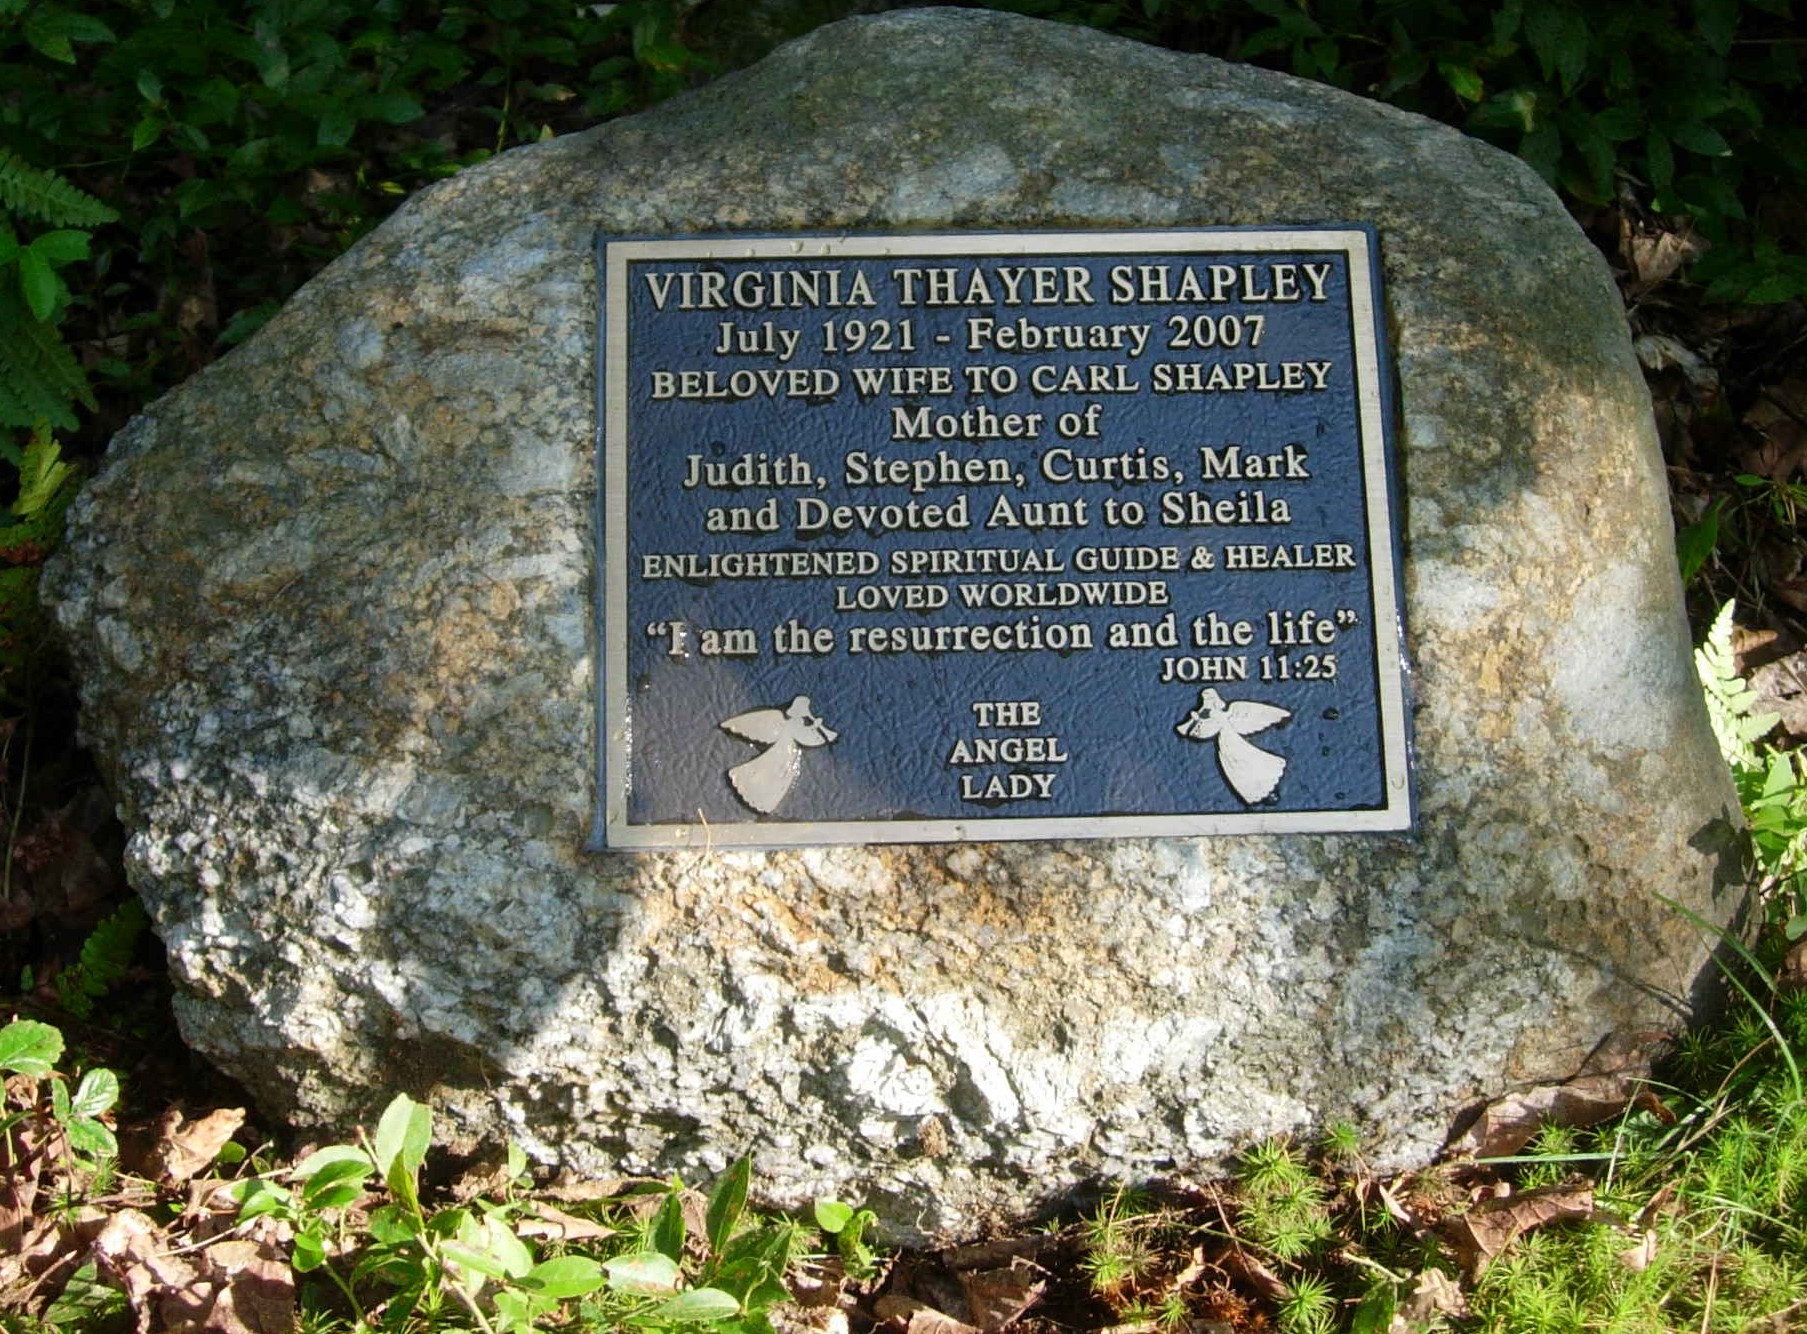 VIRGINIA THAYER SHAPLEY
July 1921 - February 2007
BELOVED WIFE TO CARL SHAPLEY
Mother of
Judith, Stephen, Curtis, Mark
and Devoted Aunt to Sheila
ENLIGHTENED SPIRITUAL GUIDE & HEALER
LOVED WORLDWIDE
“I am the resurrection and the life”
JOHN 11:25
THE
ANGEL
LADY